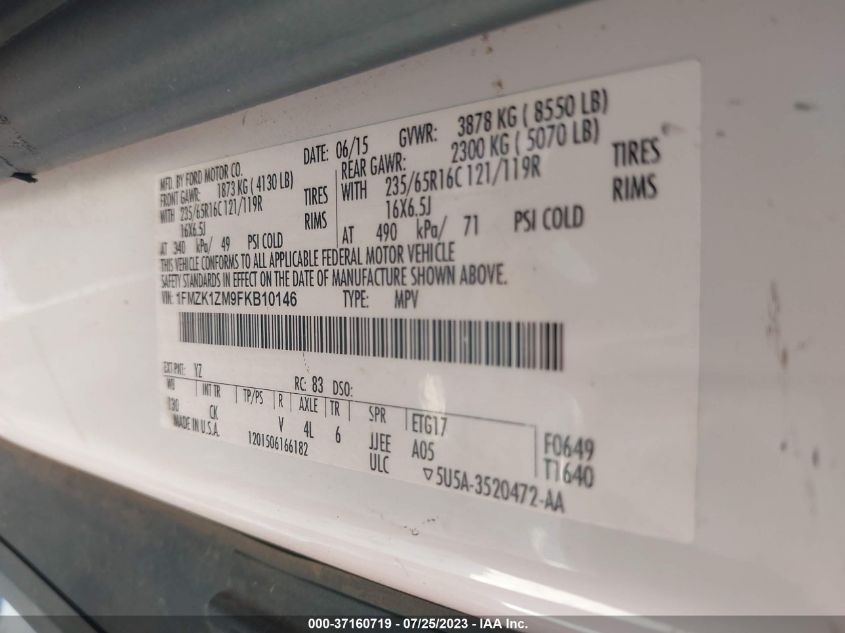 MFD. BY FORD MOTOR CO.
DATE: 06/15 GVWR: 3878 KG ( 8550 LB)
FRONT GAWR: 1873 KG ( 4130 LB)
REAR GAWR: 2300 KG ( 5070 LB)
WITH 235/65R16C 121/119R TIRES
WITH 235/65R16C 121/119R TIRES
16X6.5J RIMS
16X6.5J RIMS
AT 340 kPa/ 49 PSI COLD
AT 490 kPa/ 71 PSI COLD
THIS VEHICLE CONFORMS TO ALL APPLICABLE FEDERAL MOTOR VEHICLE
SAFETY STANDARDS IN EFFECT ON THE DATE OF MANUFACTURE SHOWN ABOVE.
VIN: 1FMZK1ZM9FKB10146 TYPE: MPV
EXT PNT: YZ RC: 83 DSO:
WB INT TR TP/PS R AXLE TR SPR ETG17
130 CK V 4L 6 JJEE A05 F0649
MADE IN U.S.A. 1201506166182 ULC ▽5U5A-3520472-AA T1640
000-37160719 - 07/25/2023 - IAA Inc.